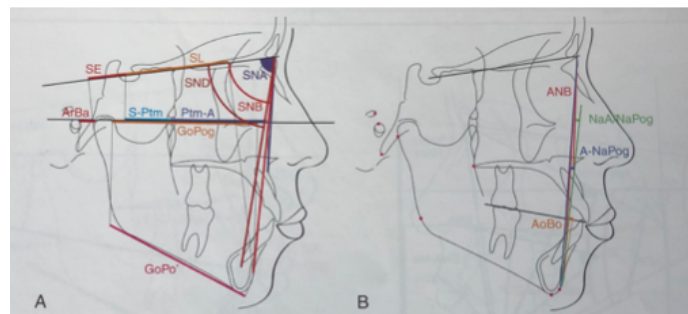 SE
SL
SNA
SND
SNB
ArBa
S-Ptm
Ptm-A
GoPog
GoPo'
A
ANB
NaA/NaPog
A-NaPog
AoBo
B